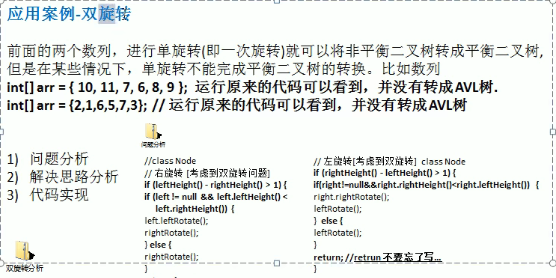 应用案例-双旋转
前面的两个数列，进行单旋转(即一次旋转)就可以将非平衡二叉树转成平衡二叉树,
但是在某些情况下，单旋转不能完成平衡二叉树的转换。比如数列
int[] arr = { 10, 11, 7, 6, 8, 9 };  运行原来的代码可以看到，并没有转成AVL树.
int[] arr = {2,1,6,5,7,3}; // 运行原来的代码可以看到，并没有转成AVL树
问题分析
1) 问题分析
2) 解决思路分析
3) 代码实现
双旋转分析
//class Node
// 右旋转 [考虑到双旋转问题]
if (leftHeight() - rightHeight() > 1) {
if (left != null && left.leftHeight() <
left.rightHeight()) {
left.leftRotate();
rightRotate();
} else {
rightRotate();
}
// 左旋转[考虑到双旋转] class Node
if (rightHeight() - leftHeight() > 1) {
if(right!=null&&right.rightHeight()<right.leftHeight()) {
right.rightRotate();
leftRotate();
} else {
leftRotate();
}
return; //retrun不要忘了写...
}